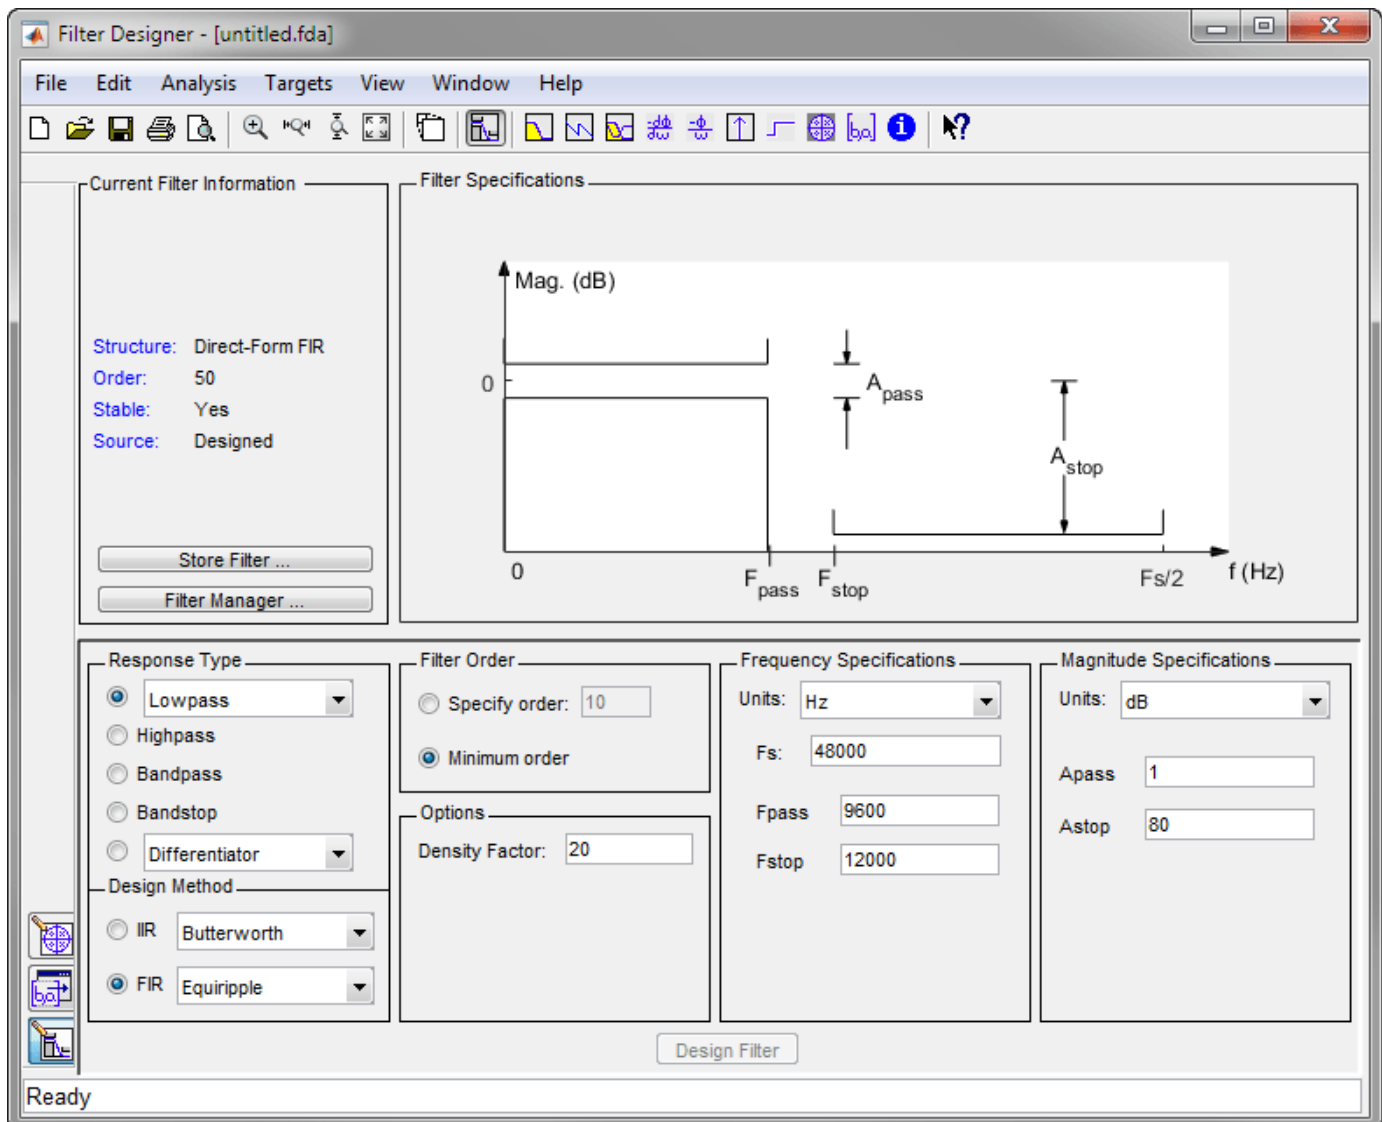 Filter Designer - [untitled.fda]
File Edit Analysis Targets View Window Help
Current Filter Information
Structure: Direct-Form FIR
Order: 50
Stable: Yes
Source: Designed
Store Filter ...
Filter Manager ...
Filter Specifications
Mag. (dB)
0
A pass
A stop
0
F pass
F stop
Fs/2
f (Hz)
Response Type
Lowpass
Highpass
Bandpass
Bandstop
Differentiator
Design Method
IIR Butterworth
FIR Equiripple
Filter Order
Specify order: 10
Minimum order
Options
Density Factor: 20
Frequency Specifications
Units: Hz
Fs: 48000
Fpass 9600
Fstop 12000
Magnitude Specifications
Units: dB
Apass 1
Astop 80
Design Filter
Ready